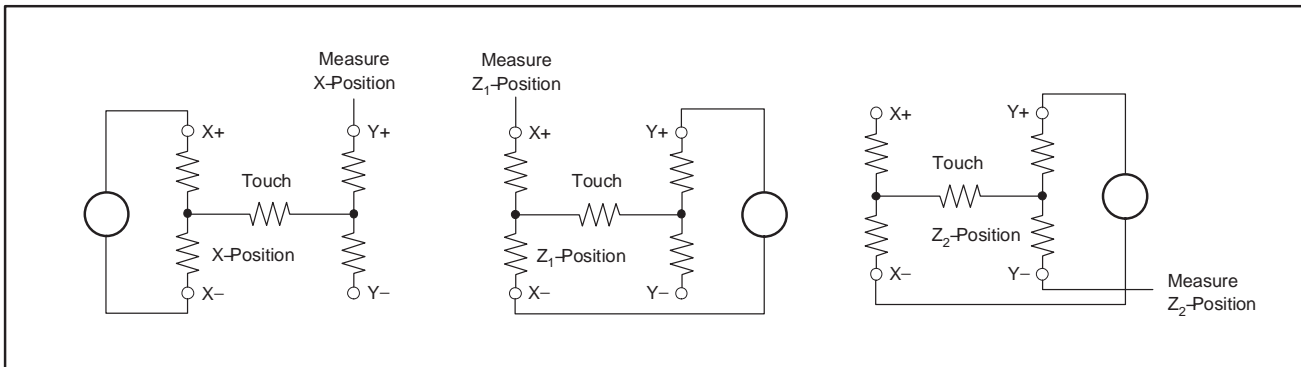 Measure
X–Position
X+
Y+
Touch
X–Position
X–
Y–
Measure
Z₁–Position
X+
Y+
Touch
Z₁–Position
X–
Y–
X+
Y+
Touch
Z₂–Position
X–
Y–
Measure
Z₂–Position